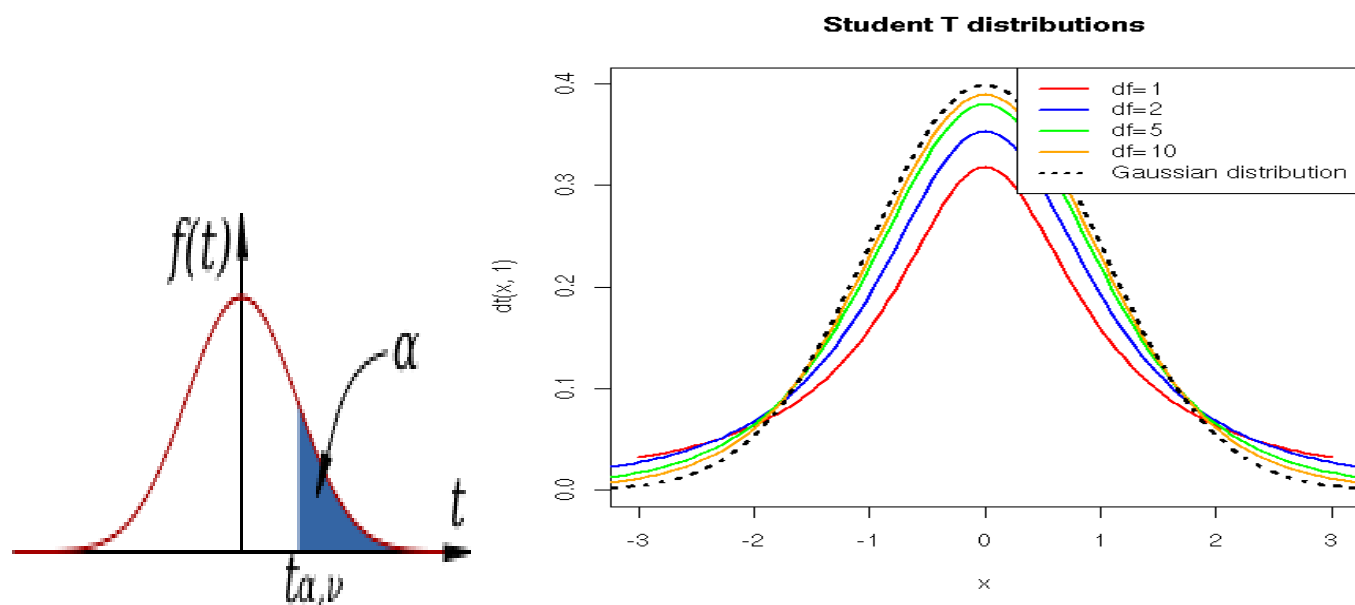 f(t)
α
t
tα,ν
Student T distributions
df=1
df=2
df=5
df=10
Gaussian distribution
dt(x, 1)
0.4
0.3
0.2
0.1
0.0
-3 -2 -1 0 1 2 3
x